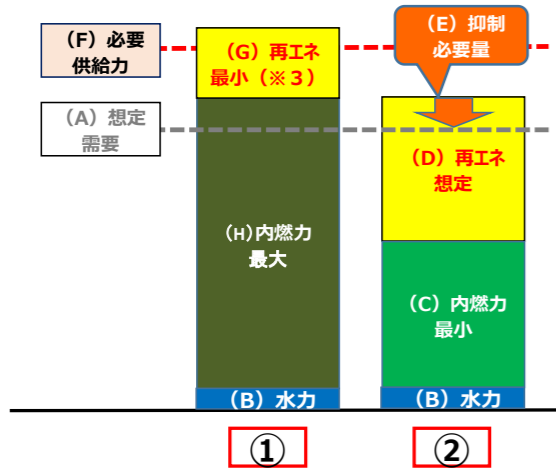 （F）必要
供給力
（G）再エネ
最小（※３）
（E）抑制
必要量
（A）想定
需要
（D）再エネ
想定
（H）内燃力
最大
（C）内燃力
最小
（B）水力
（B）水力
①
②